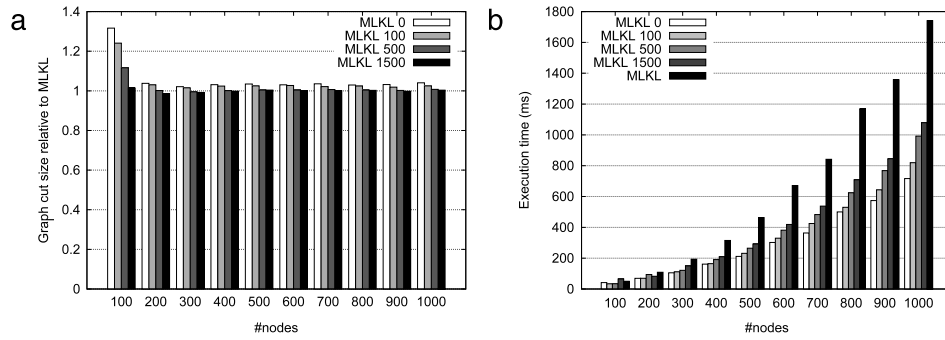 a
Graph cut size relative to MLKL
1.4
1.2
1
0.8
0.6
0.4
0.2
0
MLKL 0
MLKL 100
MLKL 500
MLKL 1500
100 200 300 400 500 600 700 800 900 1000
#nodes
b
Execution time (ms)
1800
1600
1400
1200
1000
800
600
400
200
0
MLKL 0
MLKL 100
MLKL 500
MLKL 1500
MLKL
100 200 300 400 500 600 700 800 900 1000
#nodes